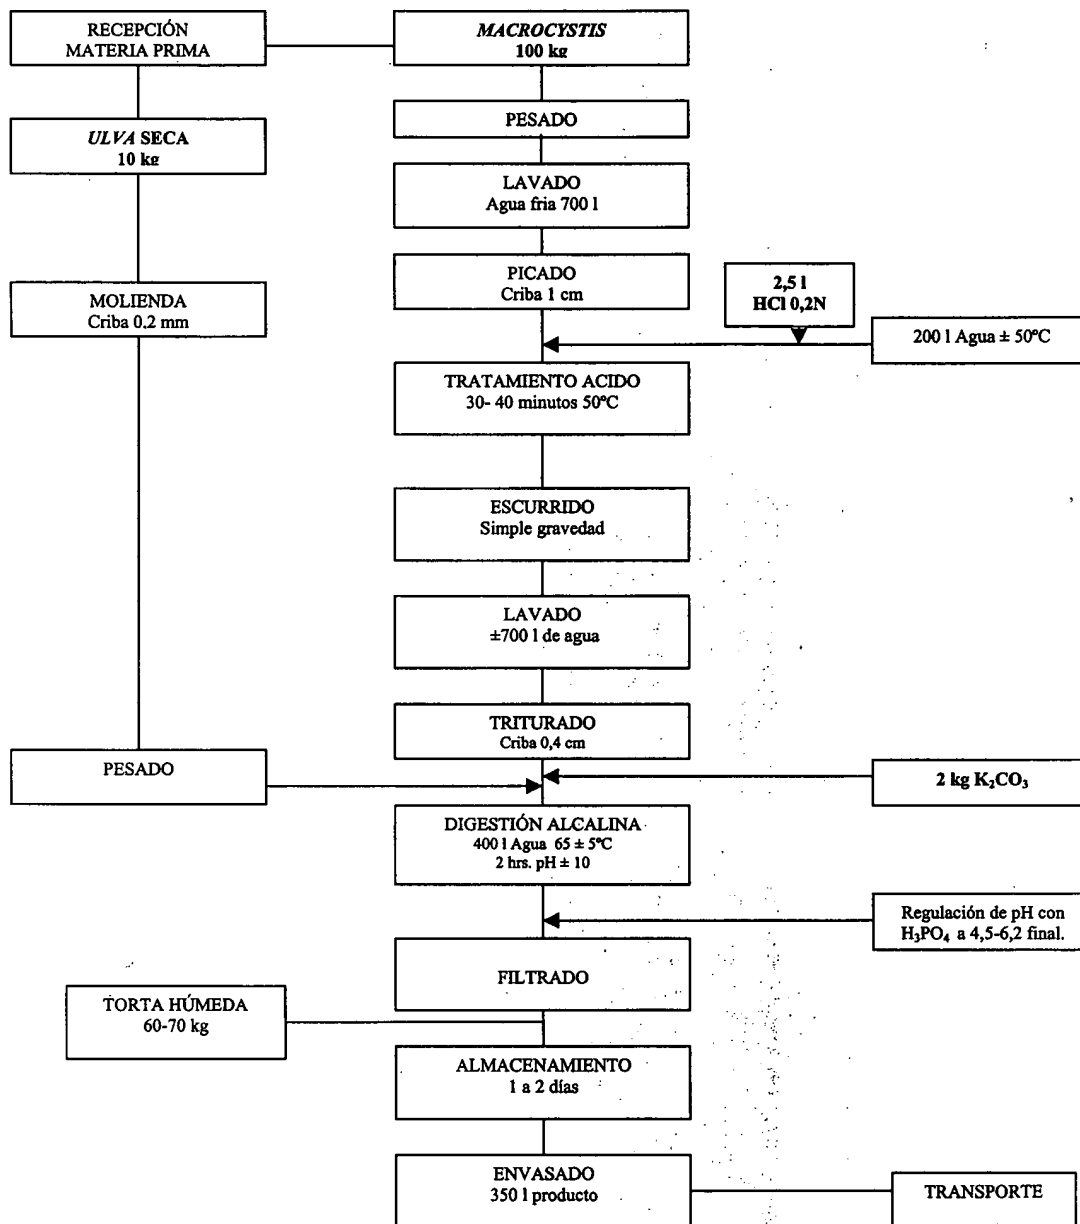 RECEPCIÓN
MATERIA PRIMA
MACROCYSTIS
100 kg
PESADO
ULVA SECA
10 kg
LAVADO
Agua fria 700 l
PICADO
Criba 1 cm
2,5 l
HCl 0,2N
MOLIENDA
Criba 0,2 mm
200 l Agua ± 50ºC
TRATAMIENTO ACIDO
30- 40 minutos 50ºC
ESCURRIDO
Simple gravedad
LAVADO
±700 l de agua
TRITURADO
Criba 0,4 cm
PESADO
2 kg K₂CO₃
DIGESTIÓN ALCALINA
400 l Agua 65 ± 5ºC
2 hrs. pH ± 10
Regulación de pH con
H₃PO₄ a 4,5-6,2 final.
FILTRADO
TORTA HÚMEDA
60-70 kg
ALMACENAMIENTO
1 a 2 días
ENVASADO
350 l producto
TRANSPORTE